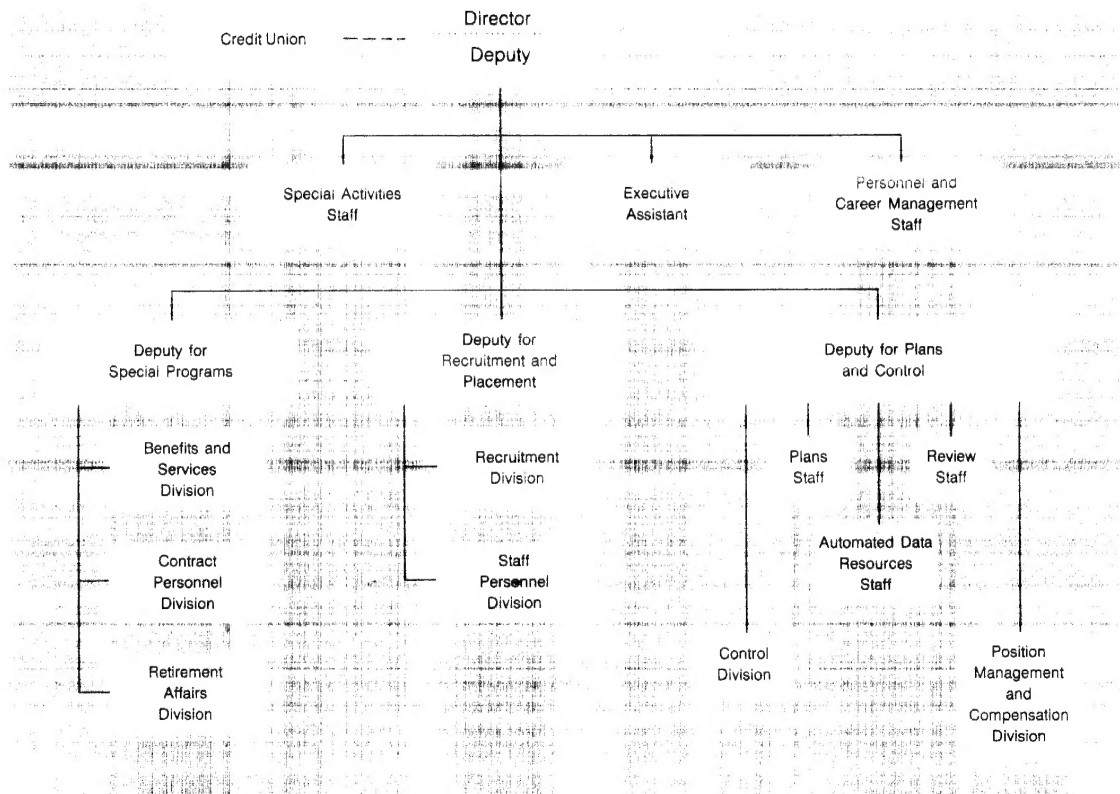 Director
Credit Union
Deputy
Special Activities
Staff
Executive
Assistant
Personnel and
Career Management
Staff
Deputy for
Special Programs
Deputy for
Recruitment and
Placement
Deputy for Plans
and Control
Benefits and
Services
Division
Contract
Personnel
Division
Retirement
Affairs
Division
Recruitment
Division
Staff
Personnel
Division
Plans
Staff
Review
Staff
Automated Data
Resources
Staff
Control
Division
Position
Management
and
Compensation
Division